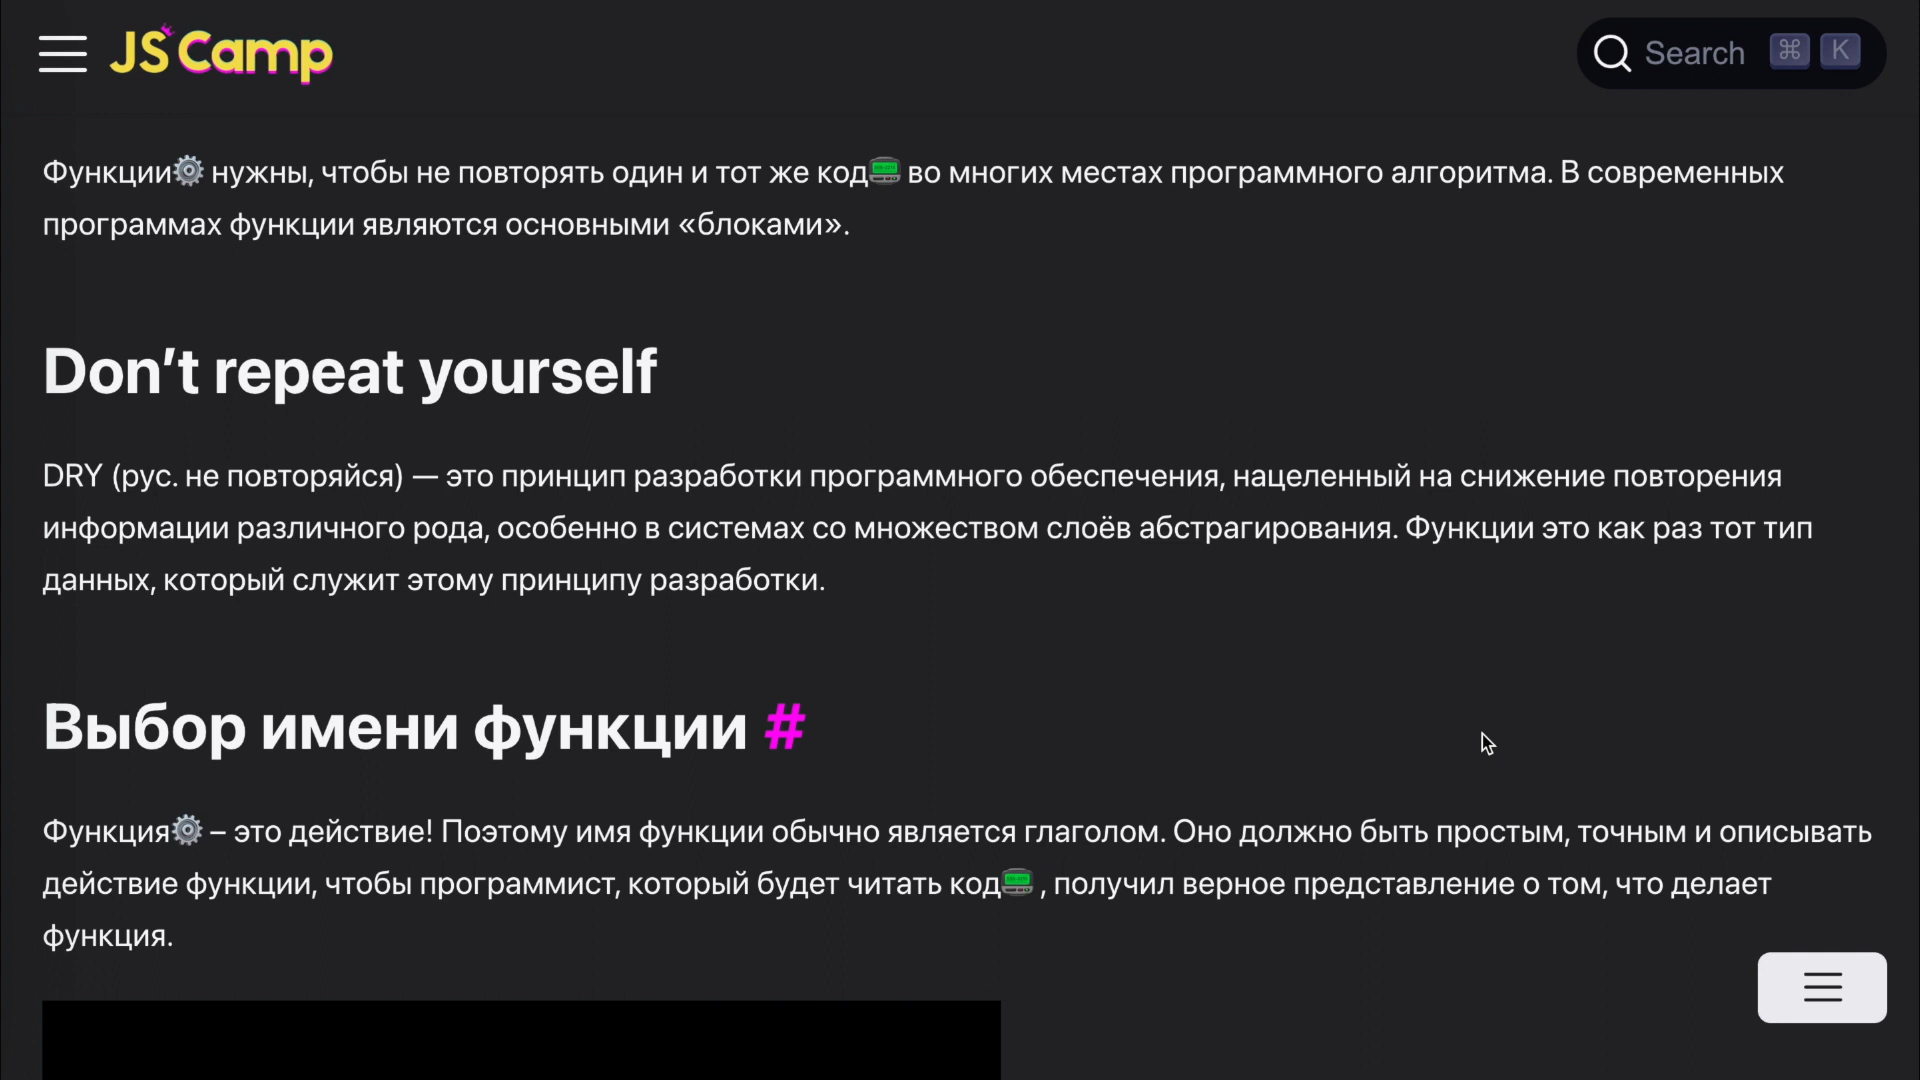 JS Camp
Search ⌘ K
Функции⚙️ нужны, чтобы не повторять один и тот же код📟 во многих местах программного алгоритма. В современных
программах функции являются основными «блоками».
Don’t repeat yourself
DRY (рус. не повторяйся) — это принцип разработки программного обеспечения, нацеленный на снижение повторения
информации различного рода, особенно в системах со множеством слоёв абстрагирования. Функции это как раз тот тип
данных, который служит этому принципу разработки.
Выбор имени функции #
Функция⚙️ – это действие! Поэтому имя функции обычно является глаголом. Оно должно быть простым, точным и описывать
действие функции, чтобы программист, который будет читать код📟 , получил верное представление о том, что делает
функция.